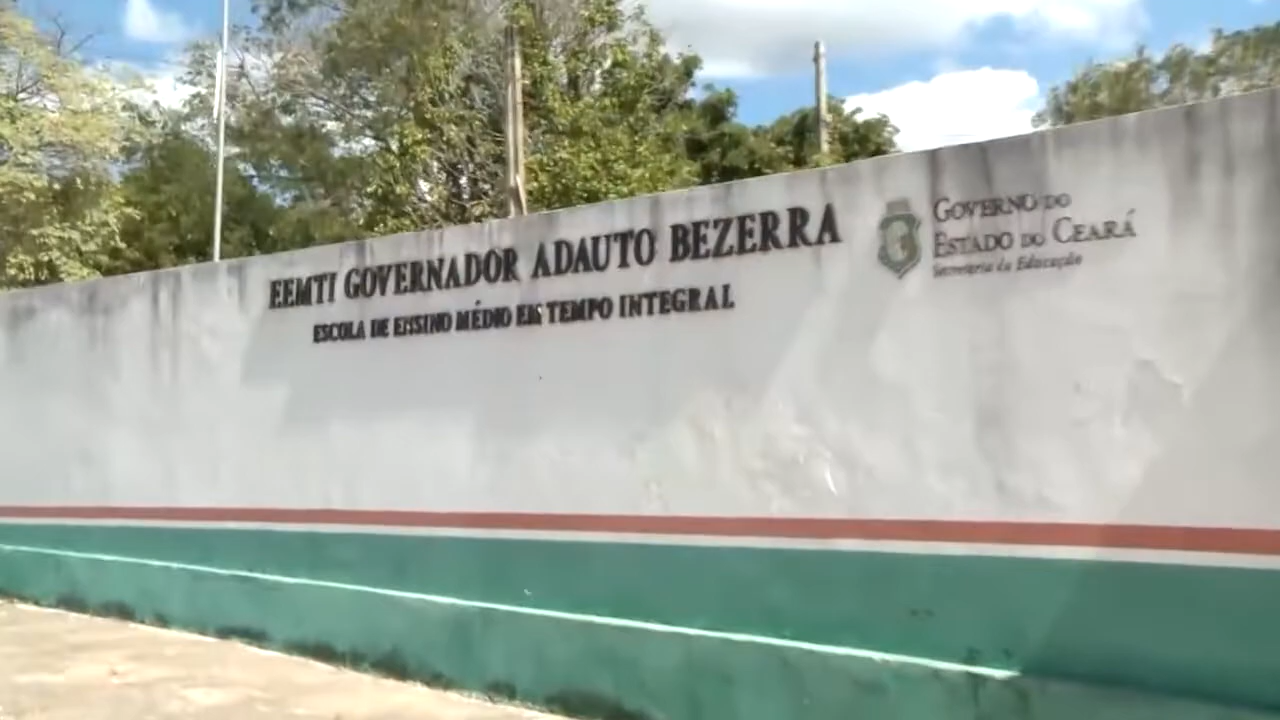 EEMTI GOVERNADOR ADAUTO BEZERRA
ESCOLA DE ENSINO MÉDIO EM TEMPO INTEGRAL
GOVERNO DO
ESTADO DO CEARÁ
Secretaria da Educação